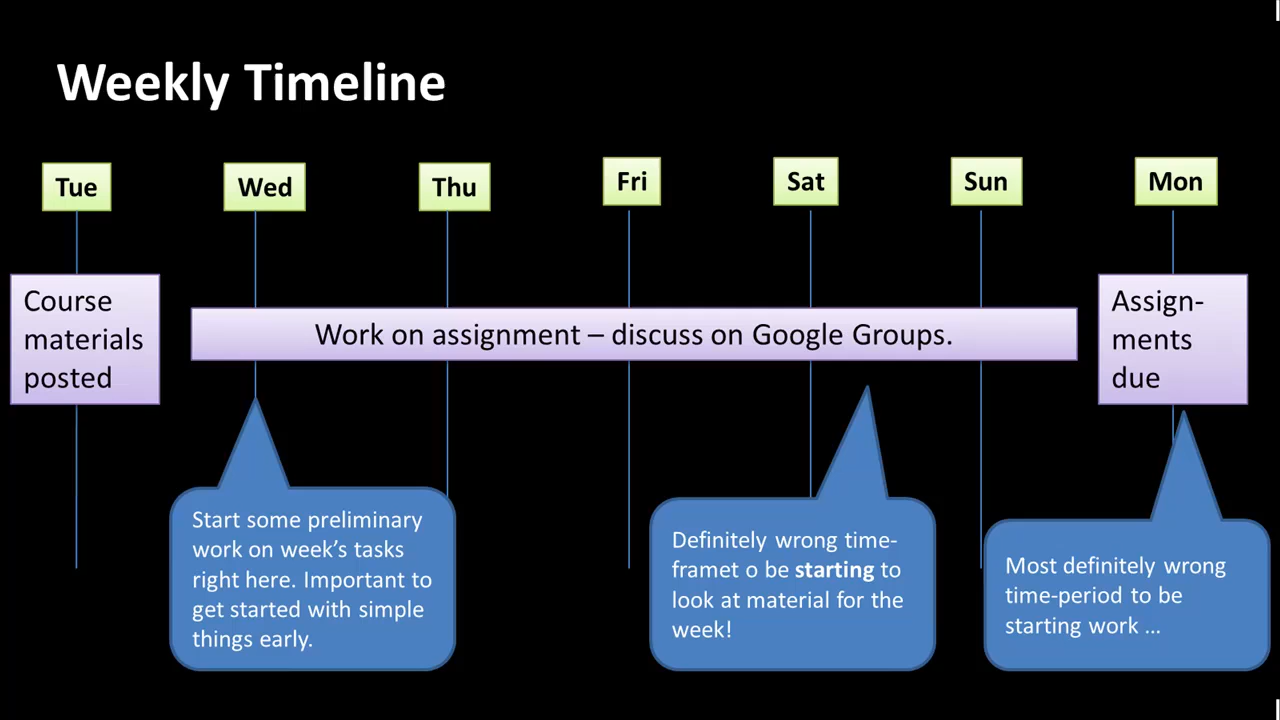 Weekly Timeline
Tue
Wed
Thu
Fri
Sat
Sun
Mon
Course
materials
posted
Work on assignment – discuss on Google Groups.
Assign-
ments
due
Start some preliminary
work on week’s tasks
right here. Important to
get started with simple
things early.
Definitely wrong time-
framet o be starting to
look at material for the
week!
Most definitely wrong
time-period to be
starting work …